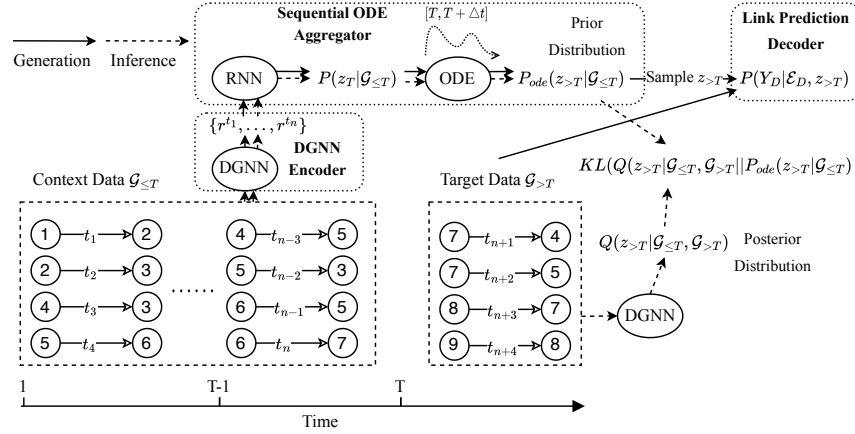 Generation
Inference
Sequential ODE
Aggregator
[T, T + △t]
Prior
Distribution
Link Prediction
Decoder
RNN
P(z_T|𝒢_{≤T})
ODE
P_{ode}(z_{>T}|𝒢_{≤T})
Sample z_{>T}
P(Y_D|ℰ_D, z_{>T})
{r^{t_1}, . . . , r^{t_n}}
DGNN
DGNN
Encoder
Context Data 𝒢_{≤T}
Target Data 𝒢_{>T}
KL(Q(z_{>T}|𝒢_{≤T}, 𝒢_{>T}||P_{ode}(z_{>T}|𝒢_{≤T})
1 t_1 2
2 t_2 3
4 t_3 3
5 t_4 6
......
4 t_{n−3} 5
5 t_{n−2} 3
6 t_{n−1} 5
6 t_n 7
7 t_{n+1} 4
7 t_{n+2} 5
8 t_{n+3} 7
9 t_{n+4} 8
Q(z_{>T}|𝒢_{≤T}, 𝒢_{>T})
Posterior
Distribution
DGNN
1
T-1
T
Time